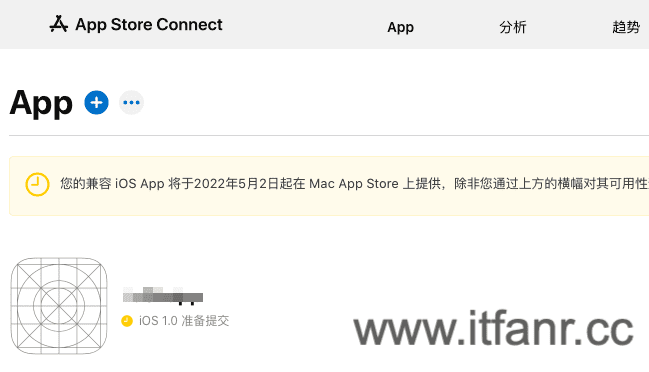 App Store Connect
App 分析 趋势
App
您的兼容 iOS App 将于2022年5月2日起在 Mac App Store 上提供，除非您通过上方的横幅对其可用性
iOS 1.0 准备提交
www.itfanr.cc